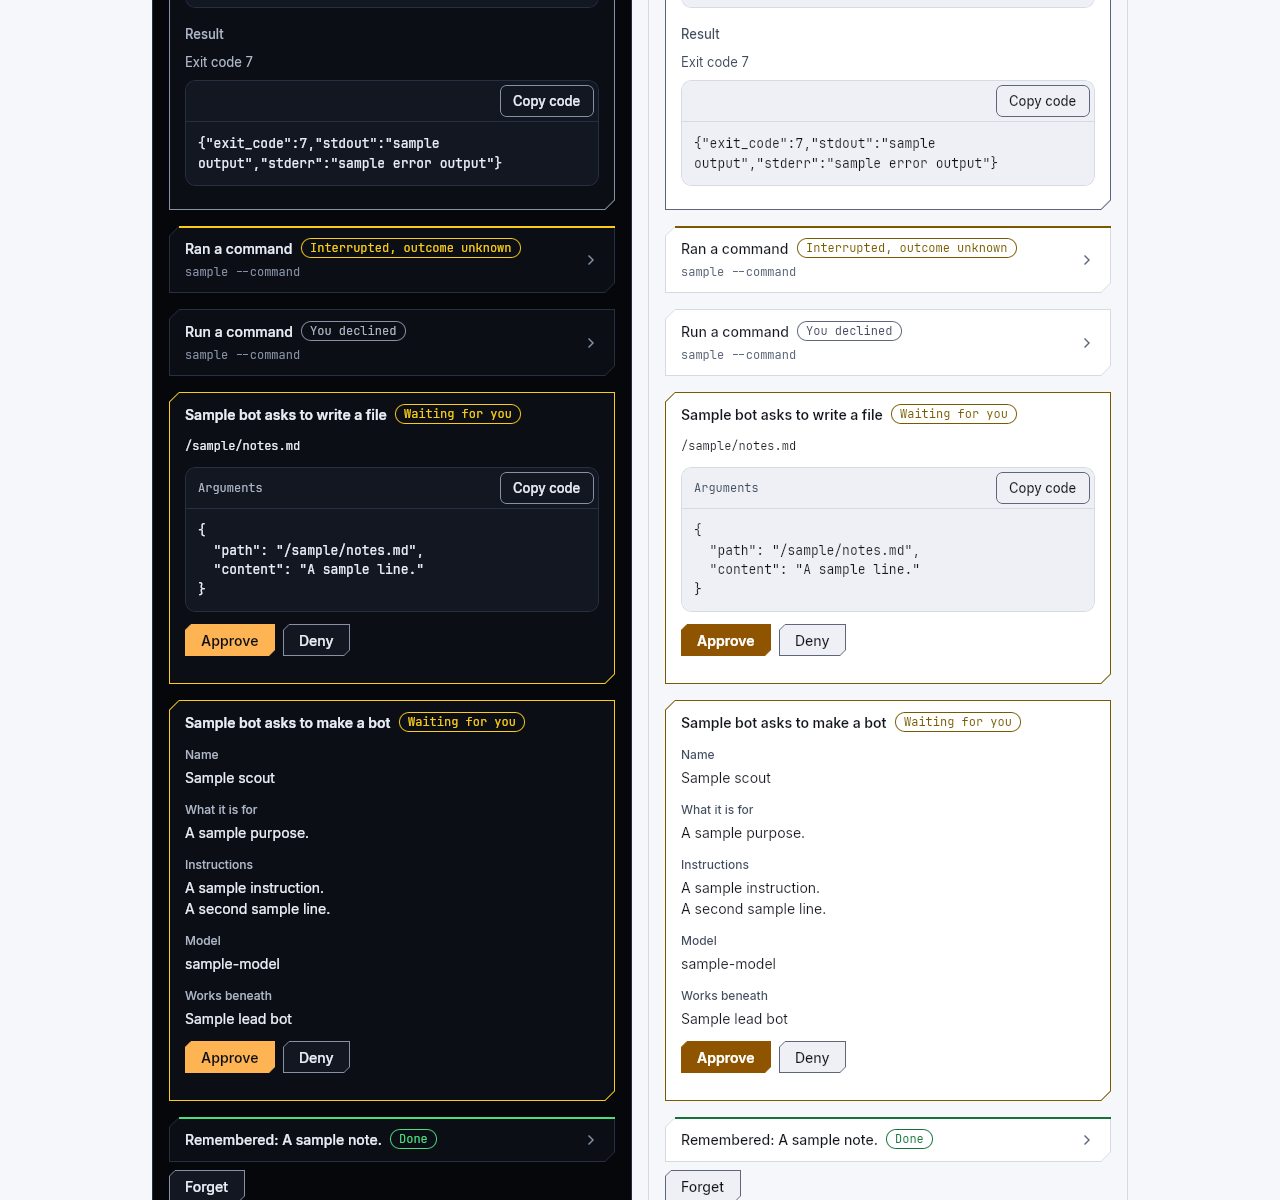 Result
Exit code 7
Copy code
{"exit_code":7,"stdout":"sample
output","stderr":"sample error output"}
Ran a command Interrupted, outcome unknown
sample --command
Run a command You declined
sample --command
Sample bot asks to write a file Waiting for you
/sample/notes.md
Arguments Copy code
{
"path": "/sample/notes.md",
"content": "A sample line."
}
Approve Deny
Sample bot asks to make a bot Waiting for you
Name
Sample scout
What it is for
A sample purpose.
Instructions
A sample instruction.
A second sample line.
Model
sample-model
Works beneath
Sample lead bot
Approve Deny
Remembered: A sample note. Done
Forget
Result
Exit code 7
Copy code
{"exit_code":7,"stdout":"sample
output","stderr":"sample error output"}
Ran a command Interrupted, outcome unknown
sample --command
Run a command You declined
sample --command
Sample bot asks to write a file Waiting for you
/sample/notes.md
Arguments Copy code
{
"path": "/sample/notes.md",
"content": "A sample line."
}
Approve Deny
Sample bot asks to make a bot Waiting for you
Name
Sample scout
What it is for
A sample purpose.
Instructions
A sample instruction.
A second sample line.
Model
sample-model
Works beneath
Sample lead bot
Approve Deny
Remembered: A sample note. Done
Forget